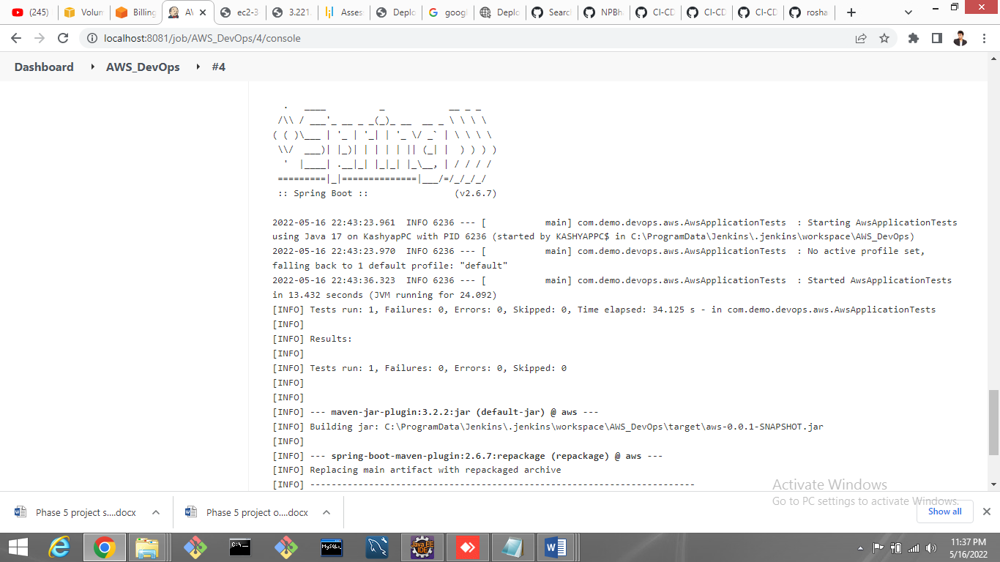 (245)
Volun
Billing
AV
ec2-3
3.221.
Asses
Deplo
googl
Deplo
Searc
NPBha
CI-CD
CI-CD
CI-CD
rosha
localhost:8081/job/AWS_DevOps/4/console
Dashboard
AWS_DevOps
#4
  .   ____          _            __ _ _
 /\\ / ___'_ __ _ _(_)_ __  __ _ \ \ \ \
( ( )\___ | '_ | '_| | '_ \/ _` | \ \ \ \
 \\/  ___)| |_)| | | | | || (_| |  ) ) ) )
  '  |____| .__|_| |_|_| |_\__, | / / / /
 =========|_|==============|___/=/_/_/_/
 :: Spring Boot ::                (v2.6.7)
2022-05-16 22:43:23.961  INFO 6236 --- [           main] com.demo.devops.aws.AwsApplicationTests  : Starting AwsApplicationTests
using Java 17 on KashyapPC with PID 6236 (started by KASHYAPPC$ in C:\ProgramData\Jenkins\.jenkins\workspace\AWS_DevOps)
2022-05-16 22:43:23.970  INFO 6236 --- [           main] com.demo.devops.aws.AwsApplicationTests  : No active profile set,
falling back to 1 default profile: "default"
2022-05-16 22:43:36.323  INFO 6236 --- [           main] com.demo.devops.aws.AwsApplicationTests  : Started AwsApplicationTests
in 13.432 seconds (JVM running for 24.092)
[INFO] Tests run: 1, Failures: 0, Errors: 0, Skipped: 0, Time elapsed: 34.125 s - in com.demo.devops.aws.AwsApplicationTests
[INFO]
[INFO] Results:
[INFO]
[INFO] Tests run: 1, Failures: 0, Errors: 0, Skipped: 0
[INFO]
[INFO]
[INFO] --- maven-jar-plugin:3.2.2:jar (default-jar) @ aws ---
[INFO] Building jar: C:\ProgramData\Jenkins\.jenkins\workspace\AWS_DevOps\target\aws-0.0.1-SNAPSHOT.jar
[INFO]
[INFO] --- spring-boot-maven-plugin:2.6.7:repackage (repackage) @ aws ---
[INFO] Replacing main artifact with repackaged archive
[INFO] ------------------------------------------------------------------------
Activate Windows
Go to PC settings to activate Windows.
Phase 5 project s....docx
Phase 5 project o....docx
Show all
C:\_
MySQL
Java EE
IDE
11:37 PM
5/16/2022